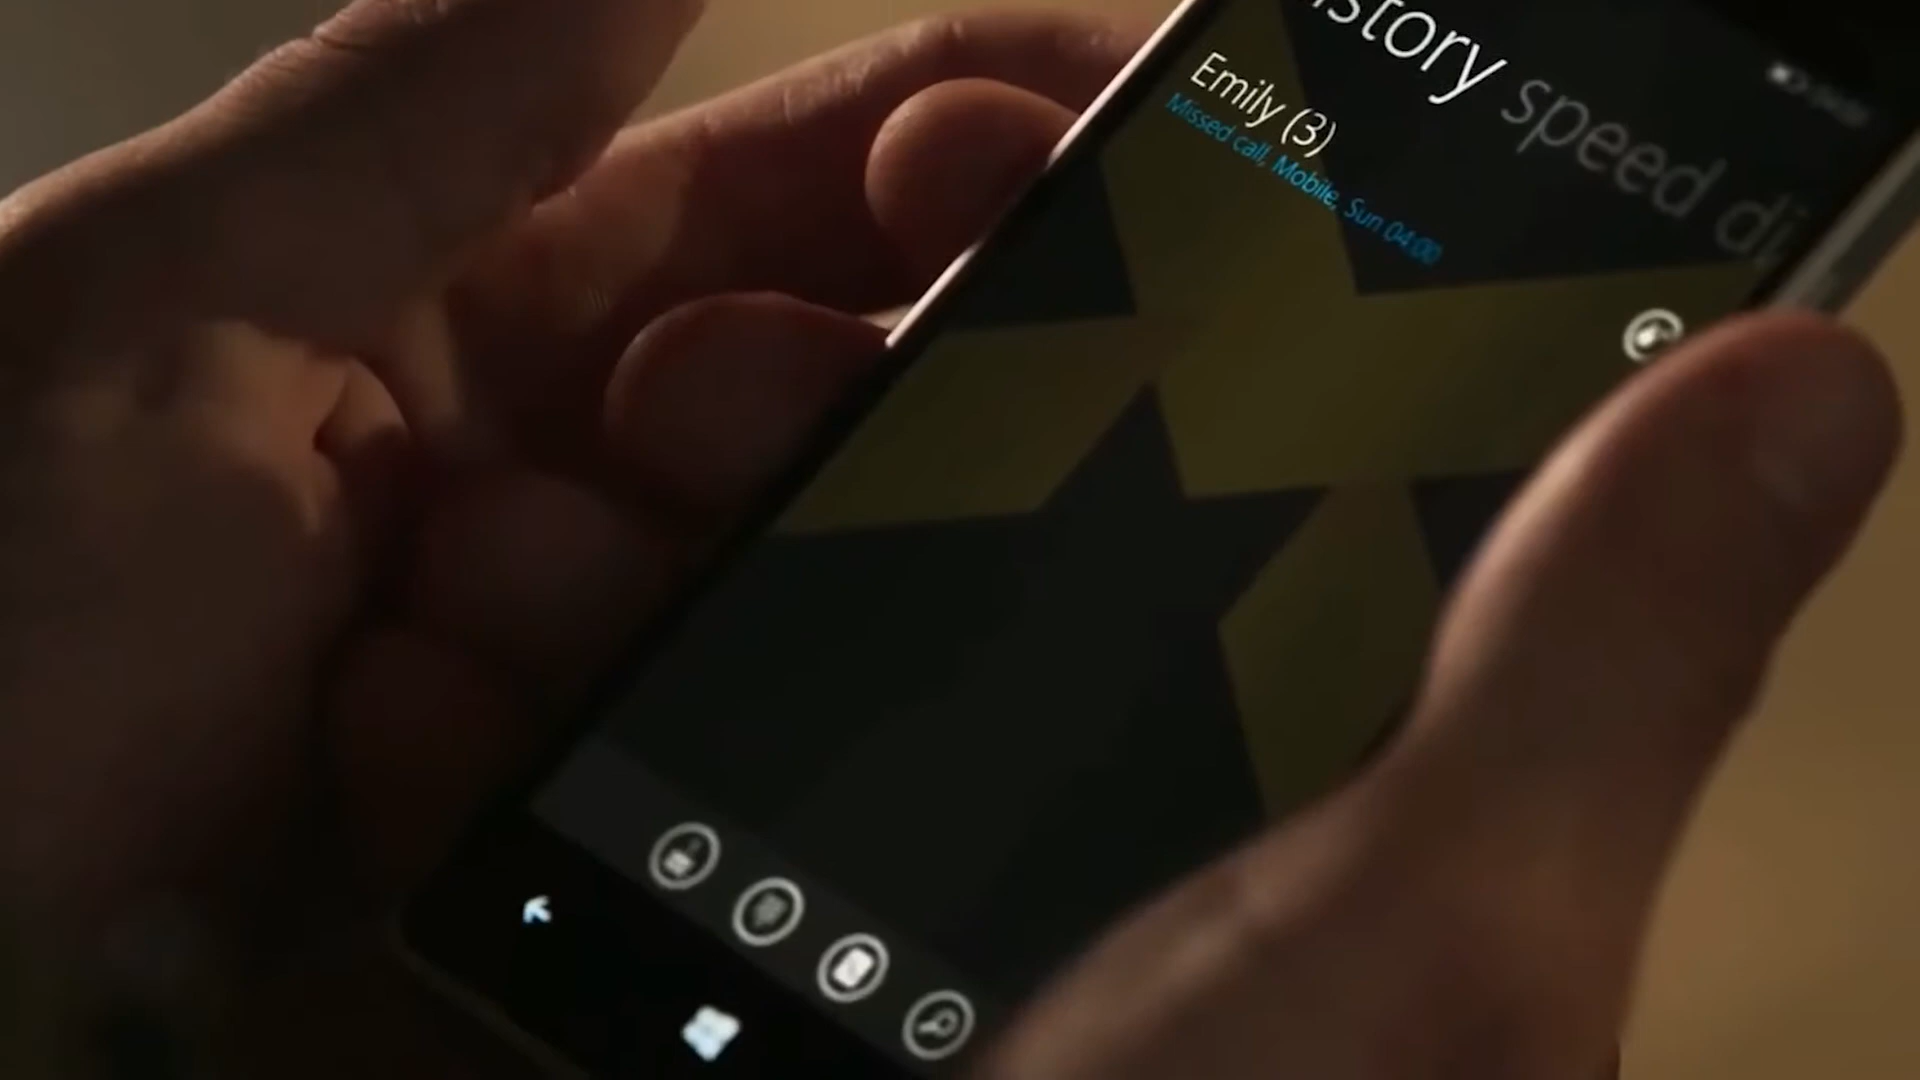 history speed di
Emily (3)
Missed call, Mobile, Sun 04:00